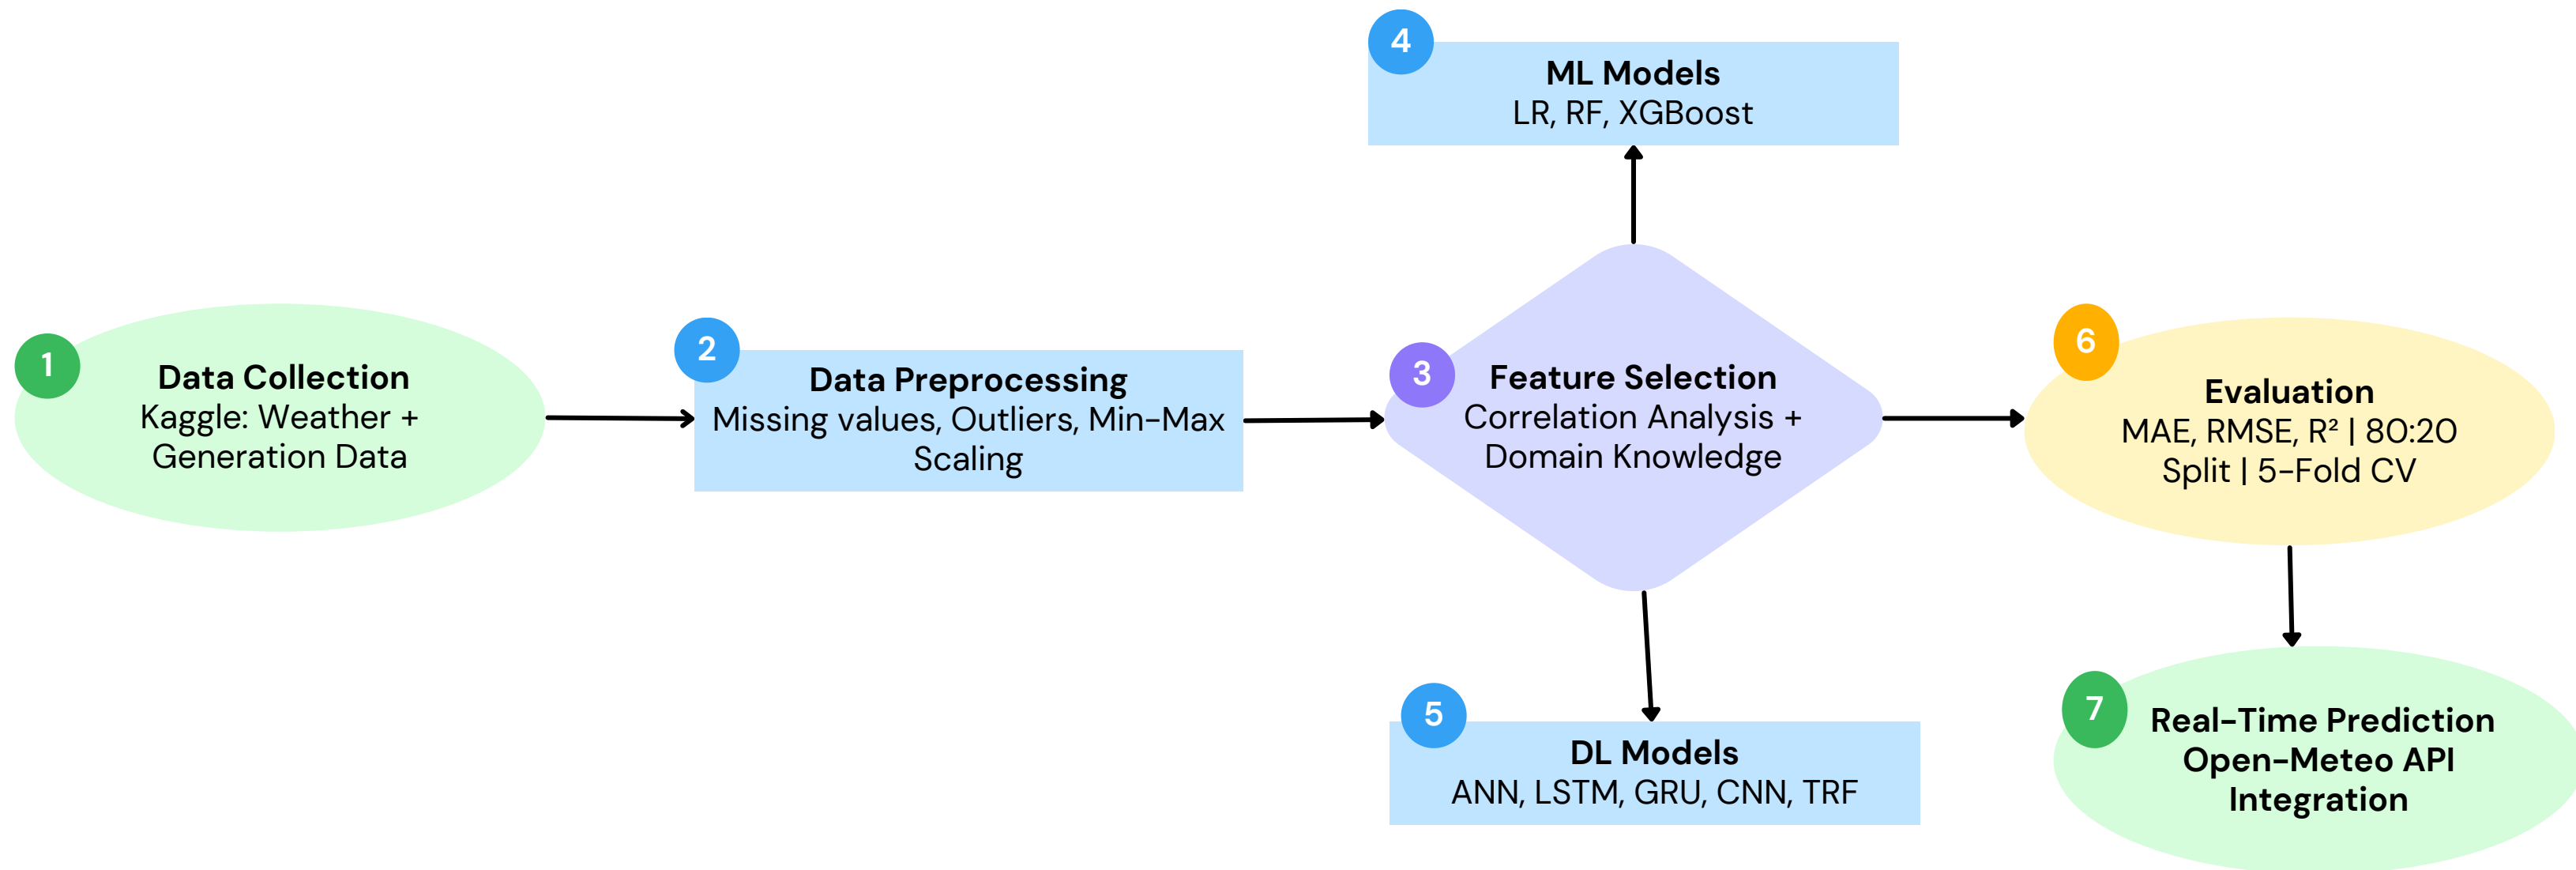 1
Data Collection
Kaggle: Weather +
Generation Data
2
Data Preprocessing
Missing values, Outliers, Min-Max
Scaling
3
Feature Selection
Correlation Analysis +
Domain Knowledge
4
ML Models
LR, RF, XGBoost
5
DL Models
ANN, LSTM, GRU, CNN, TRF
6
Evaluation
MAE, RMSE, R² | 80:20
Split | 5-Fold CV
7
Real-Time Prediction
Open-Meteo API
Integration